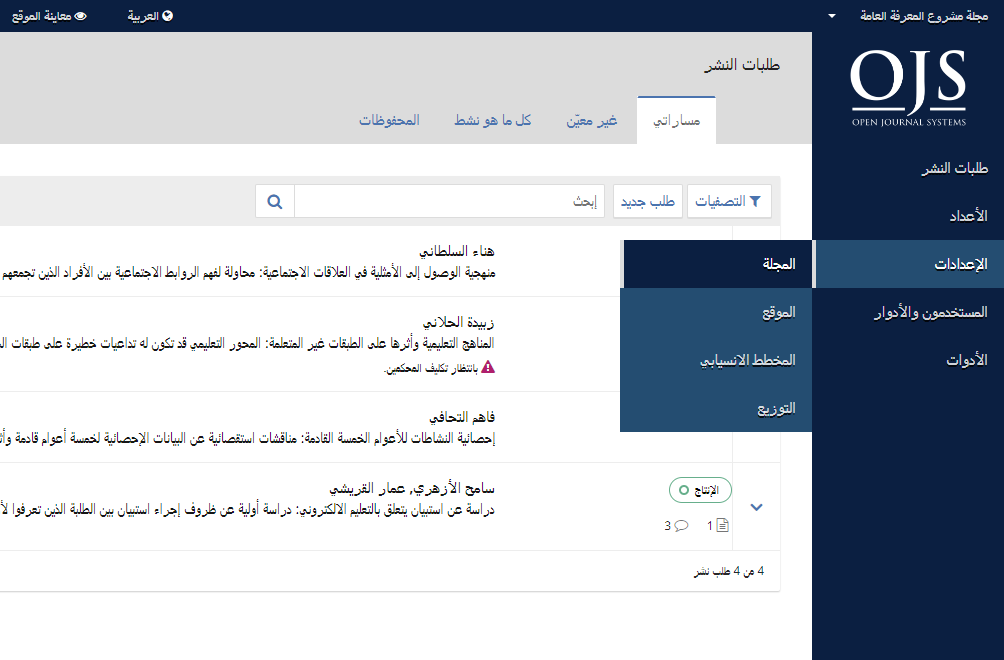 مجلة مشروع المعرفة العامة
العربية
معاينة الموقع
OJS
OPEN JOURNAL SYSTEMS
طلبات النشر
الأعداد
الإعدادات
المستخدمون والأدوار
الأدوات
المجلة
الموقع
المخطط الانسيابي
التوزيع
طلبات النشر
مساراتي
غير معيّن
كل ما هو نشط
المحفوظات
التصفيات
طلب جديد
إبحث
هناء السلطاني
منهجية الوصول إلى الأمثلية في العلاقات الاجتماعية: محاولة لفهم الروابط الاجتماعية بين الأفراد الذين تجمعهم
زبيدة الحلاني
المناهج التعليمية وأثرها على الطبقات غير المتعلمة: المحور التعليمي قد تكون له تداعيات خطيرة على طبقات
بانتظار تكليف المحكمين.
فاهم التحافي
إحصائية النشاطات للأعوام الخمسة القادمة: مناقشات استقصائية عن البيانات الإحصائية لخمسة أعوام قادمة
سامح الأزهري, عمار القريشي
دراسة عن استبيان يتعلق بالتعليم الالكتروني: دراسة أولية عن ظروف إجراء استبيان بين الطلبة الذين تعرفوا
الإنتاج
1
3
4 من 4 طلب نشر